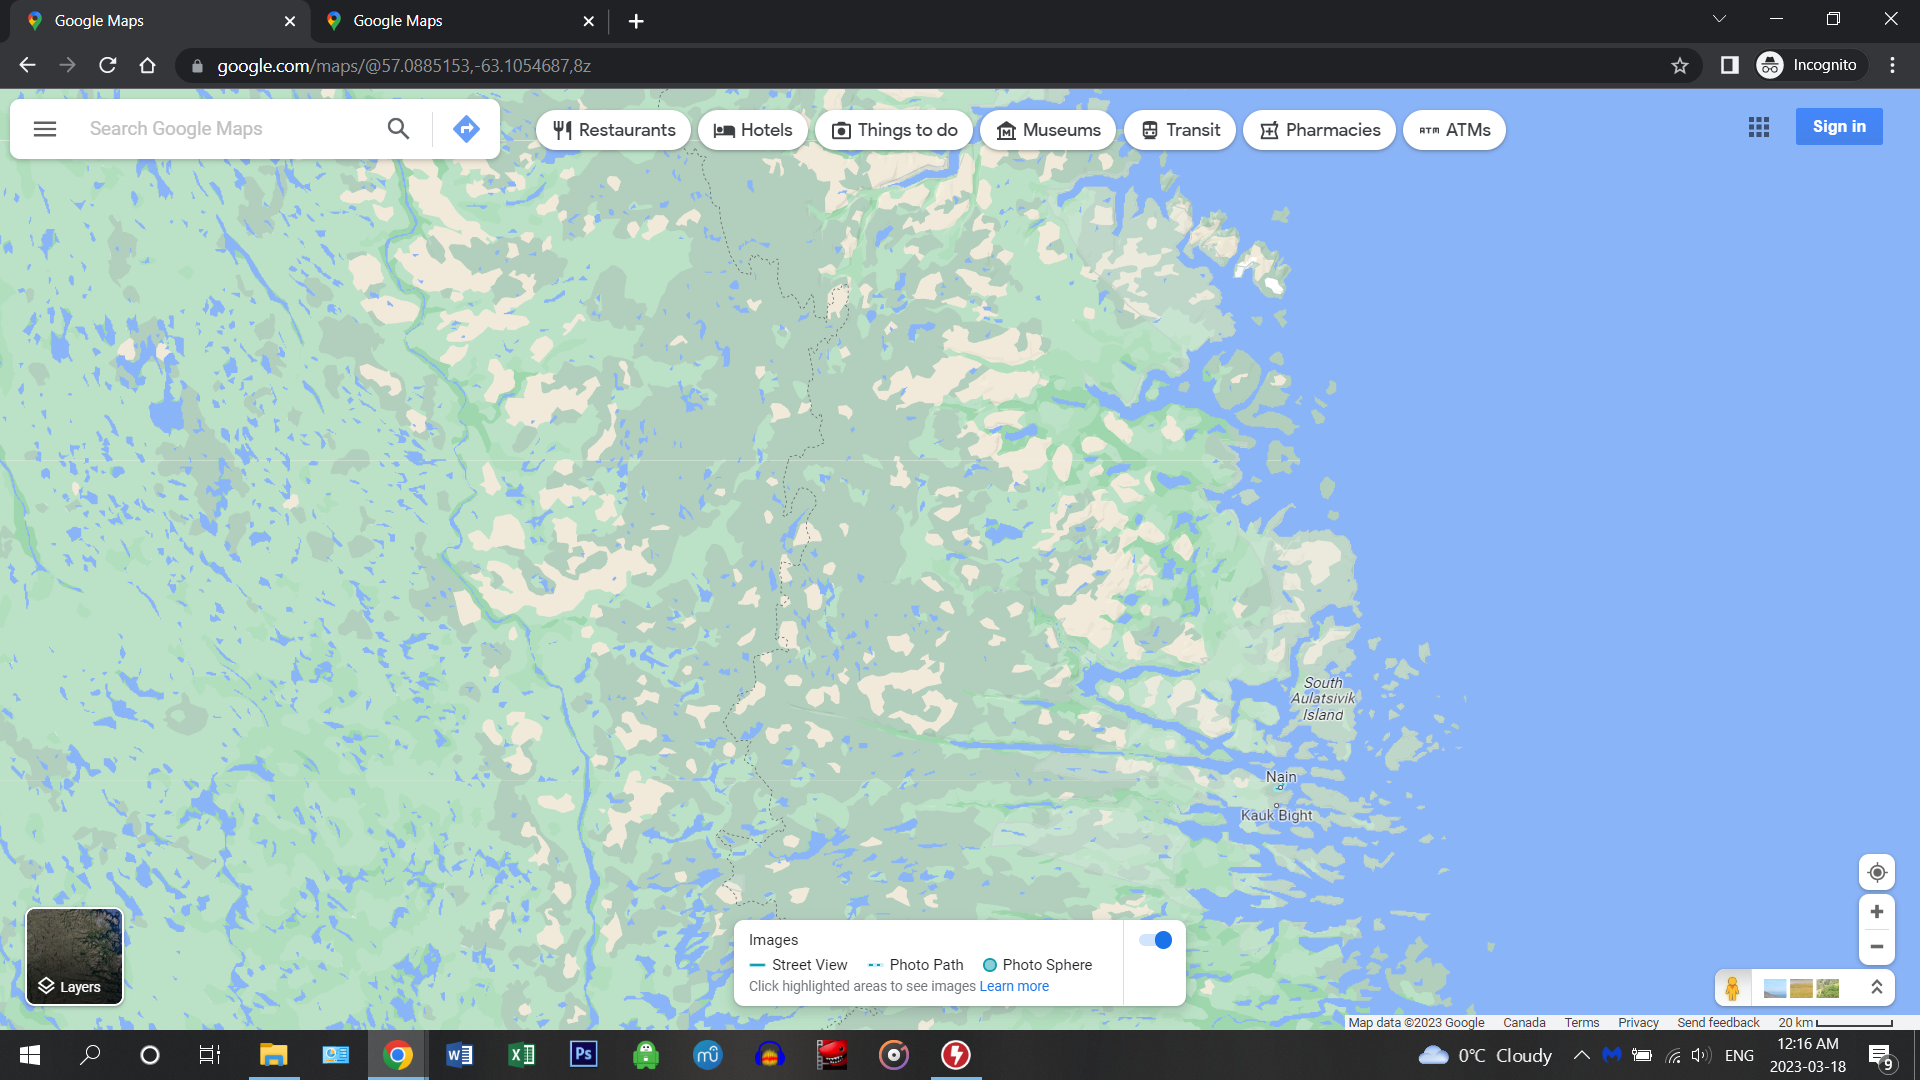 Google Maps
Google Maps
google.com/maps/@57.0885153,-63.1054687,8z
Incognito
Search Google Maps
Restaurants
Hotels
Things to do
Museums
Transit
Pharmacies
ATM ATMs
Sign in
South
Aulatsivik
Island
Nain
Kauk Bight
Images
Street View
Photo Path
Photo Sphere
Click highlighted areas to see images Learn more
Layers
Map data ©2023 Google
Canada
Terms
Privacy
Send feedback
20 km
W
X
Ps
mu
0°C Cloudy
ENG
12:16 AM
2023-03-18
9